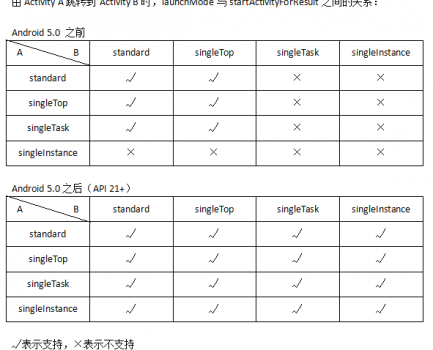 由 Activity A 跳转到 Activity B 时，launchMode 与 startActivityForResult 之间的关系：
Android 5.0 之前
A B standard singleTop singleTask singleInstance
standard √ √ × ×
singleTop √ √ × ×
singleTask √ √ × ×
singleInstance × × × ×
Android 5.0 之后（API 21+）
A B standard singleTop singleTask singleInstance
standard √ √ √ √
singleTop √ √ √ √
singleTask √ √ √ √
singleInstance √ √ √ √
√表示支持，×表示不支持